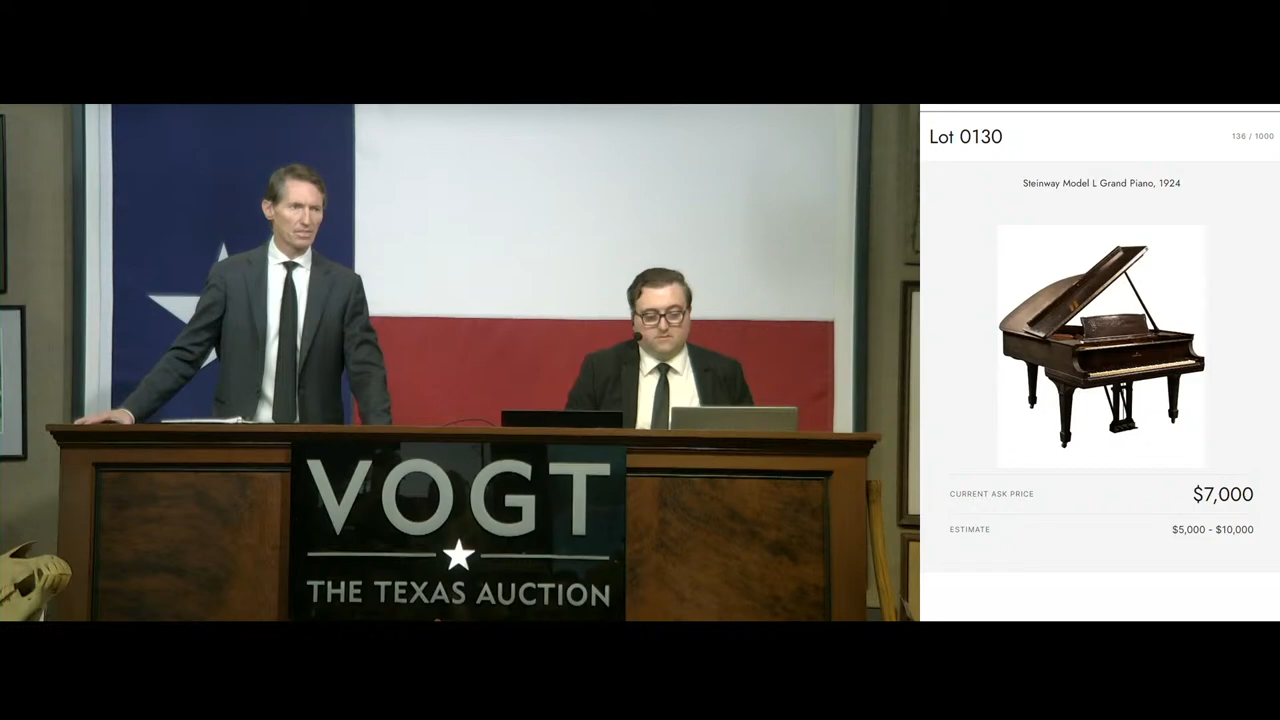 VOGT
THE TEXAS AUCTION
Lot 0130
136 / 1000
Steinway Model L Grand Piano, 1924
CURRENT ASK PRICE
$7,000
ESTIMATE
$5,000 - $10,000